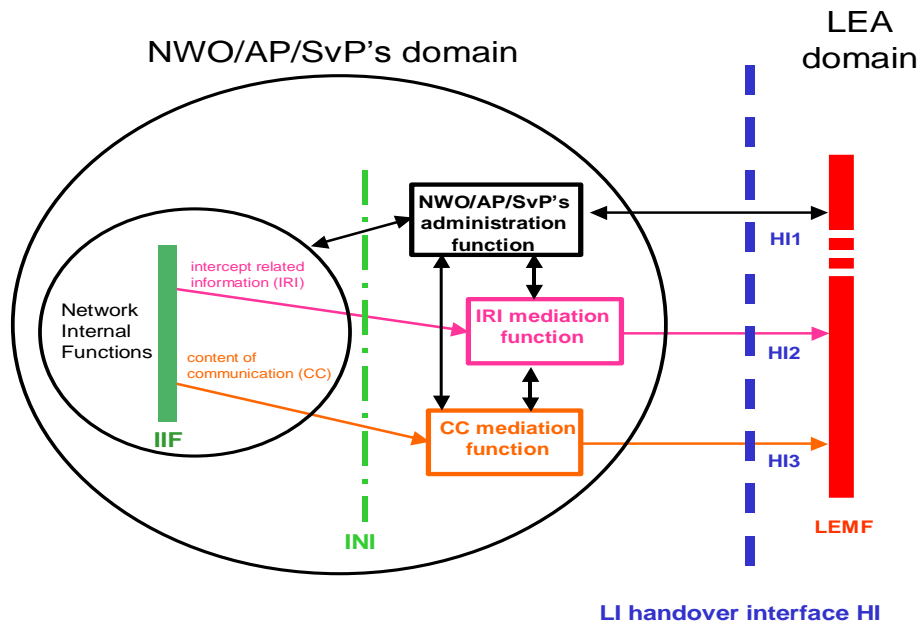 LEA
domain
NWO/AP/SvP's domain
NWO/AP/SvP's
administration
function
HI1
intercept related
information (IRI)
Network
Internal
Functions
IRI mediation
function
HI2
content of
communication (CC)
CC mediation
function
HI3
IIF
INI
LEMF
LI handover interface HI